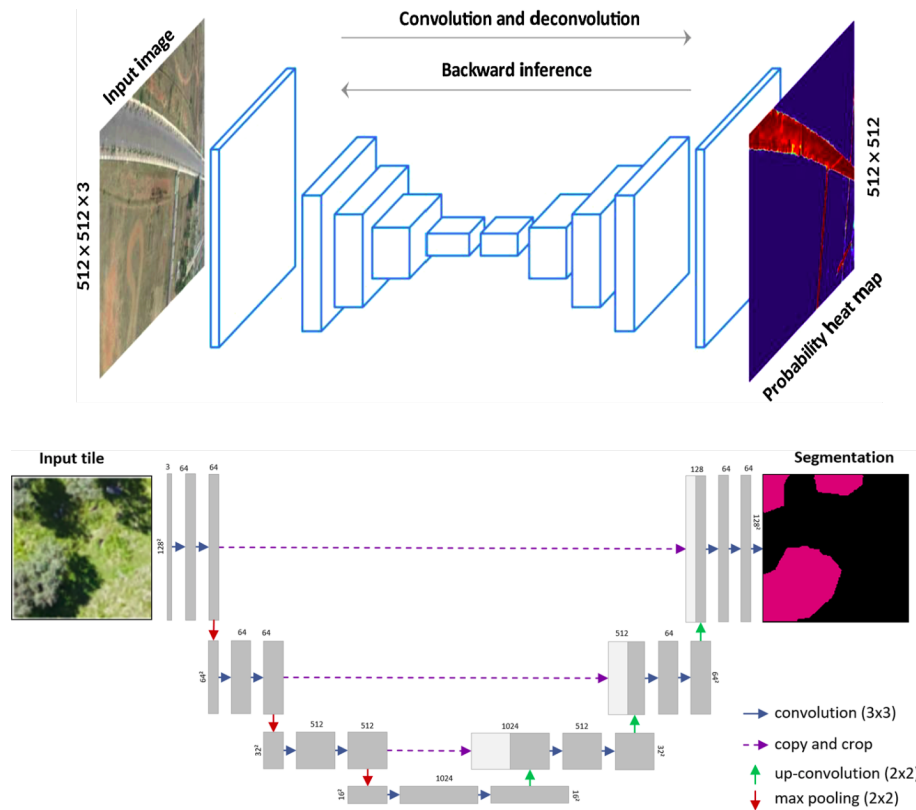 Convolution and deconvolution
Backward inference
Input image
512 × 512 ×3
512 × 512
Probability heat map
Input tile
Segmentation
3
64
64
128
64
64
128²
128²
64
64
512
64
64²
64²
512
512
1024
512
32²
32²
1024
16²
16²
convolution (3x3)
copy and crop
up-convolution (2x2)
max pooling (2x2)